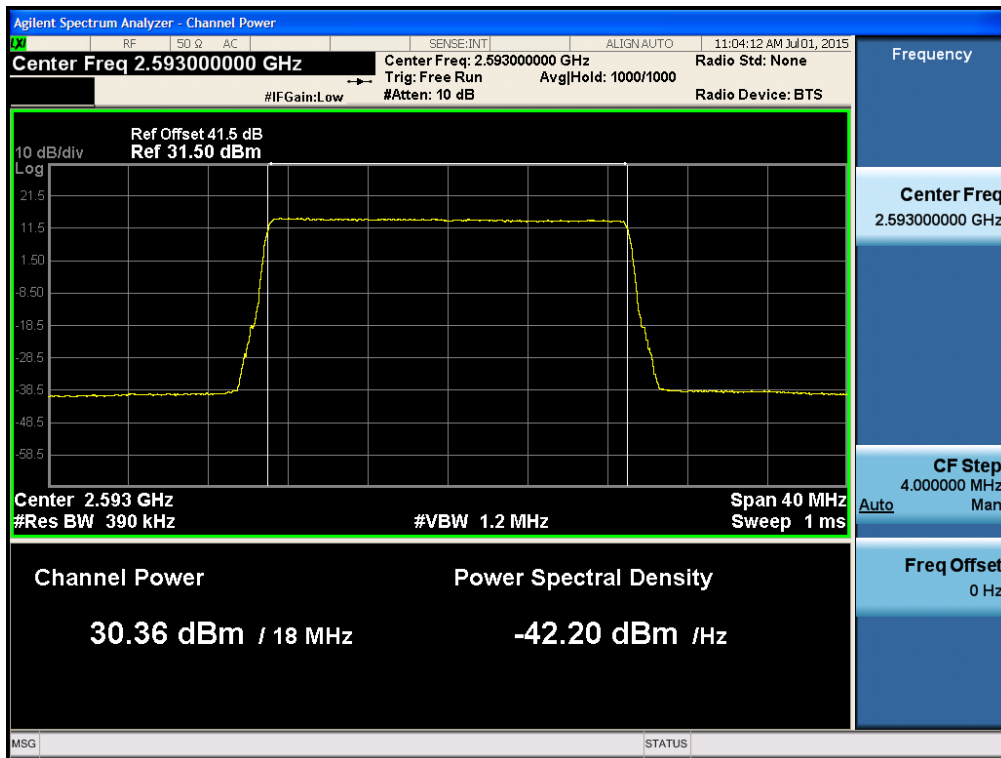 Agilent Spectrum Analyzer - Channel Power
LXI RF 50 Ω AC SENSE:INT ALIGN AUTO 11:04:12 AM Jul 01, 2015
Center Freq 2.593000000 GHz
Center Freq: 2.593000000 GHz
Radio Std: None
Trig: Free Run Avg|Hold: 1000/1000
#IFGain:Low
#Atten: 10 dB
Radio Device: BTS
Ref Offset 41.5 dB
10 dB/div Ref 31.50 dBm
Log
21.5
11.5
1.50
-8.50
-18.5
-28.5
-38.5
-48.5
-58.5
Center 2.593 GHz Span 40 MHz
#Res BW 390 kHz #VBW 1.2 MHz Sweep 1 ms
Channel Power Power Spectral Density
30.36 dBm / 18 MHz -42.20 dBm /Hz
MSG STATUS
Frequency
Center Freq
2.593000000 GHz
CF Step
4.000000 MHz
Auto Man
Freq Offset
0 Hz